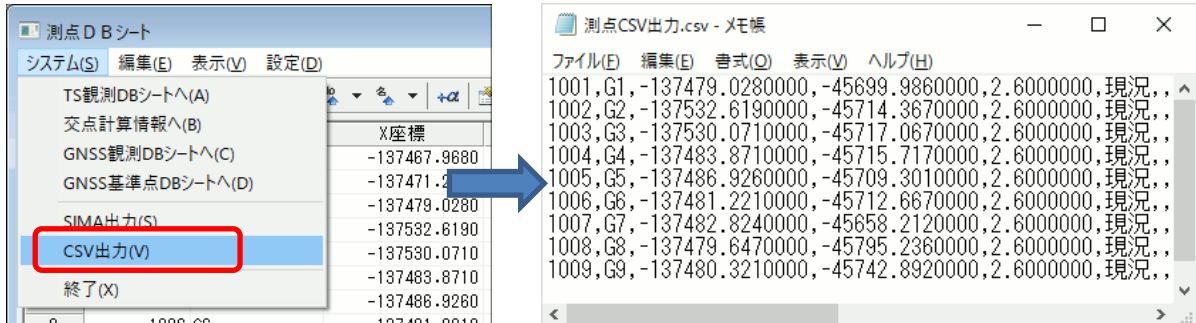 測点ＤＢシート
システム(S) 編集(E) 表示(V) 設定(D)
TS観測DBシートへ(A)
交点計算情報へ(B)
GNSS観測DBシートへ(C)
GNSS基準点DBシートへ(D)
SIMA出力(S)
CSV出力(V)
終了(X)
+α
X座標
-137467.9680
-137479.0280
-137532.6190
-137530.0710
-137483.8710
-137486.9260
測点CSV出力.csv - メモ帳
ファイル(F) 編集(E) 書式(O) 表示(V) ヘルプ(H)
1001,G1,-137479.0280000,-45699.9860000,2.6000000,現況,,
1002,G2,-137532.6190000,-45714.3670000,2.6000000,現況,,
1003,G3,-137530.0710000,-45717.0670000,2.6000000,現況,,
1004,G4,-137483.8710000,-45715.7170000,2.6000000,現況,,
1005,G5,-137486.9260000,-45709.3010000,2.6000000,現況,,
1006,G6,-137481.2210000,-45712.6670000,2.6000000,現況,,
1007,G7,-137482.8240000,-45658.2120000,2.6000000,現況,,
1008,G8,-137479.6470000,-45795.2360000,2.6000000,現況,,
1009,G9,-137480.3210000,-45742.8920000,2.6000000,現況,,